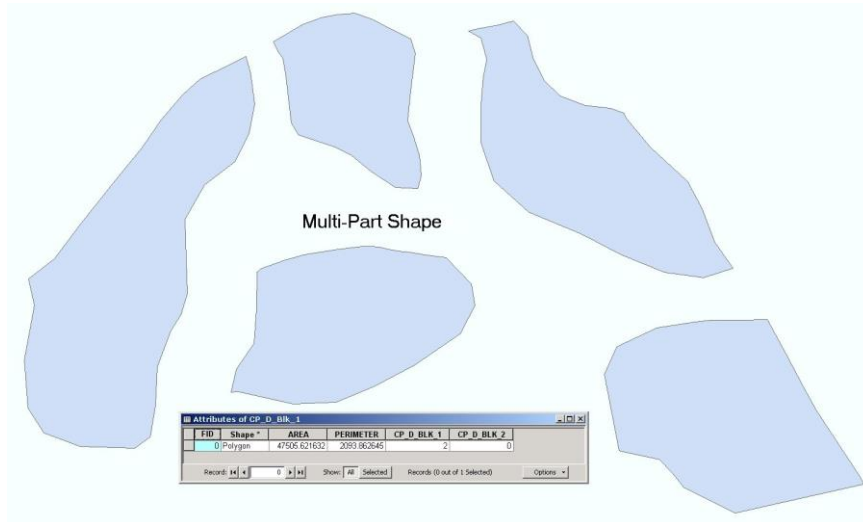 Multi-Part Shape
Attributes of CP_D_Blk_1
FID Shape * AREA PERIMETER CP_D_BLK_1 CP_D_BLK_2
0 Polygon 47505.621632 2093.862645 2 0
Record: 0 Show: All Selected Records (0 out of 1 Selected) Options